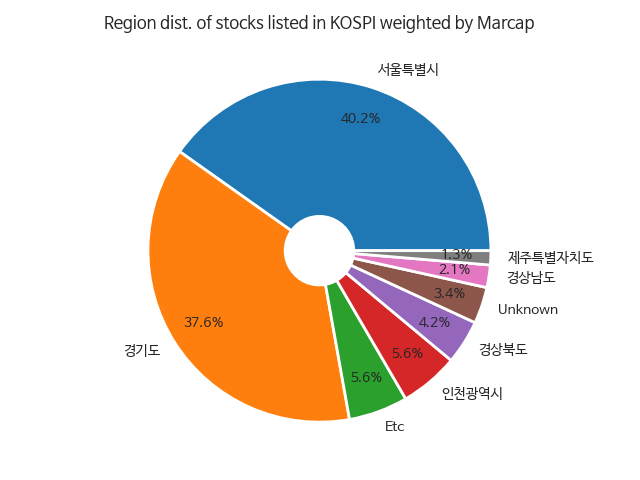 Region dist. of stocks listed in KOSPI weighted by Marcap
서울특별시
40.2%
경기도
37.6%
Etc
5.6%
인천광역시
5.6%
경상북도
4.2%
Unknown
3.4%
경상남도
2.1%
제주특별자치도
1.3%